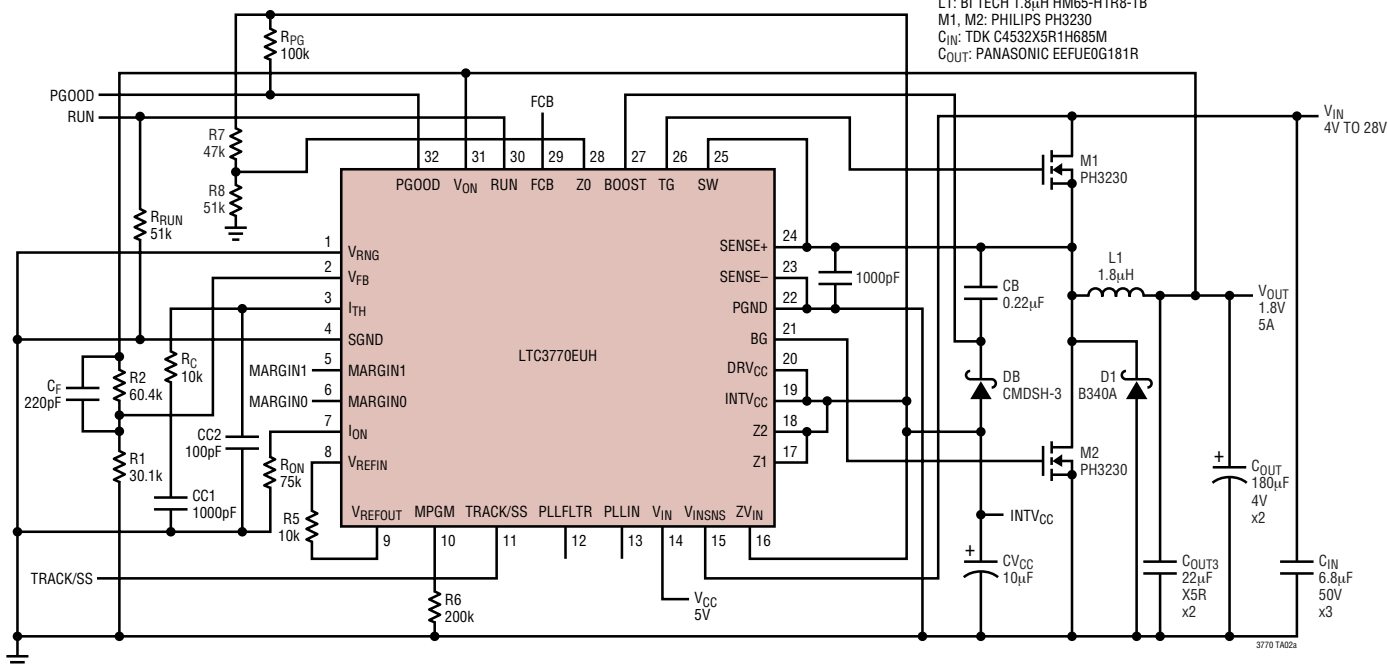 L1: BI TECH 1.8µH HM65-H1R8-TB
M1, M2: PHILIPS PH3230
CIN: TDK C4532X5R1H685M
COUT: PANASONIC EEFUE0G181R
RPG
100k
PGOOD
RUN
FCB
VIN
4V TO 28V
R7
47k
R8
51k
RRUN
51k
32
31
30
29
28
27
26
25
PGOOD
VON
RUN
FCB
Z0
BOOST
TG
SW
M1
PH3230
1
VRNG
2
VFB
3
ITH
4
SGND
MARGIN1
5
MARGIN1
MARGIN0
6
MARGIN0
7
ION
8
VREFIN
LTC3770EUH
SENSE+
24
SENSE–
23
PGND
22
BG
21
DRVCC
20
INTVCC
19
Z2
18
Z1
17
1000pF
CB
0.22µF
L1
1.8µH
VOUT
1.8V
5A
CF
220pF
R2
60.4k
RC
10k
CC2
100pF
RON
75k
R1
30.1k
CC1
1000pF
R5
10k
DB
CMDSH-3
D1
B340A
M2
PH3230
+
COUT
180µF
4V
x2
VREFOUT
MPGM
TRACK/SS
PLLFLTR
PLLIN
VIN
VINSNS
ZVIN
9
10
11
12
13
14
15
16
INTVCC
+
CVCC
10µF
COUT3
22µF
X5R
x2
CIN
6.8µF
50V
x3
TRACK/SS
R6
200k
VCC
5V
3770 TA02a